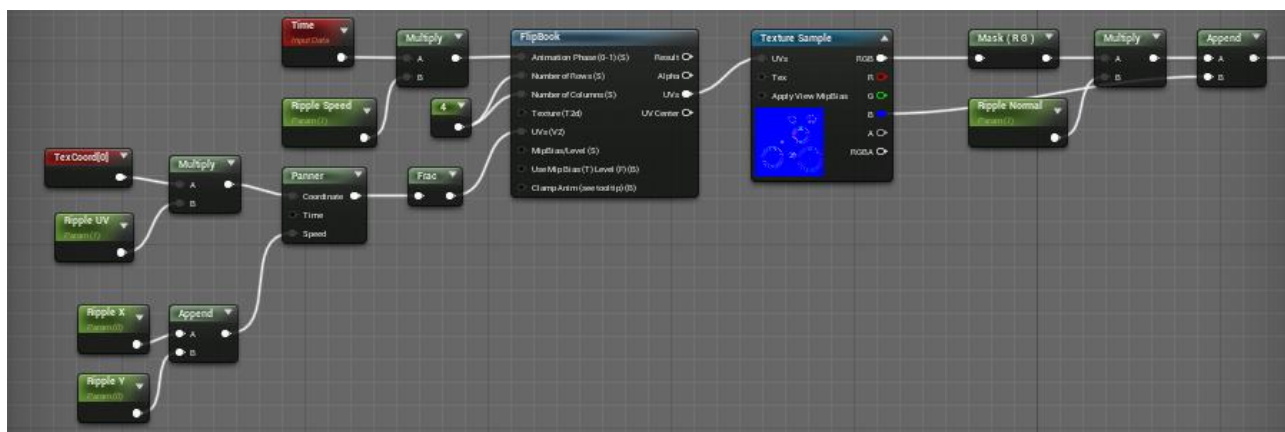 Time
Input Data
Multiply
A
B
Ripple Speed
Param (1)
4
FlipBook
Animation Phase (0-1) (S)
Number of Rows (S)
Number of Columns (S)
Texture (T2d)
UVs (V2)
MipBias/Level (S)
Use Mip Bias (T) Level (F) (B)
Clamp Anim (see tooltip) (B)
Result
Alpha
UVs
UV Center
Texture Sample
UVs
Tex
Apply View MipBias
RGB
R
G
B
A
RGBA
Mask ( R G )
Multiply
A
B
Append
A
B
Ripple Normal
Param (1)
TexCoord[0]
Multiply
A
B
Ripple UV
Param (1)
Panner
Coordinate
Time
Speed
Frac
Ripple X
Param (0)
Append
A
B
Ripple Y
Param (0)